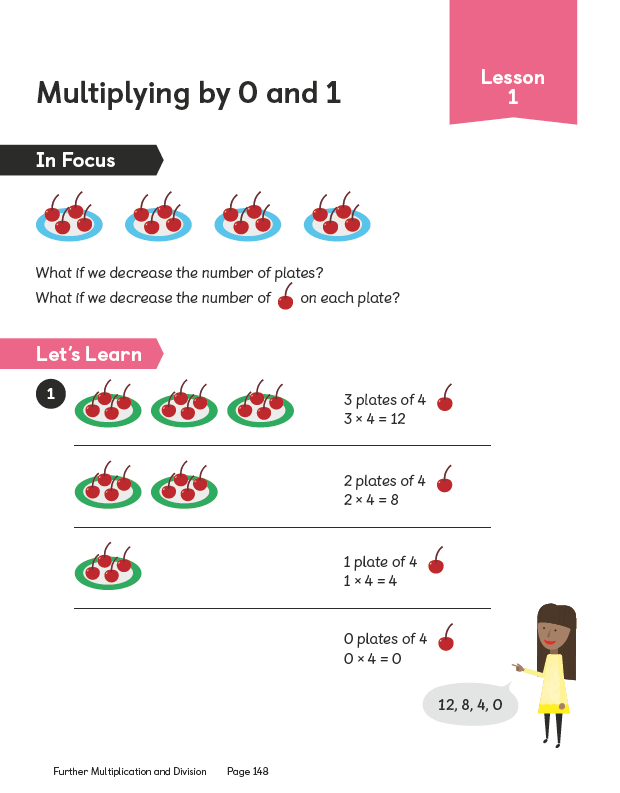 Lesson
1
Multiplying by 0 and 1
In Focus
What if we decrease the number of plates?
What if we decrease the number of on each plate?
Let's Learn
1
3 plates of 4
3 × 4 = 12
2 plates of 4
2 × 4 = 8
1 plate of 4
1 × 4 = 4
0 plates of 4
0 × 4 = 0
12, 8, 4, 0
Further Multiplication and Division Page 148